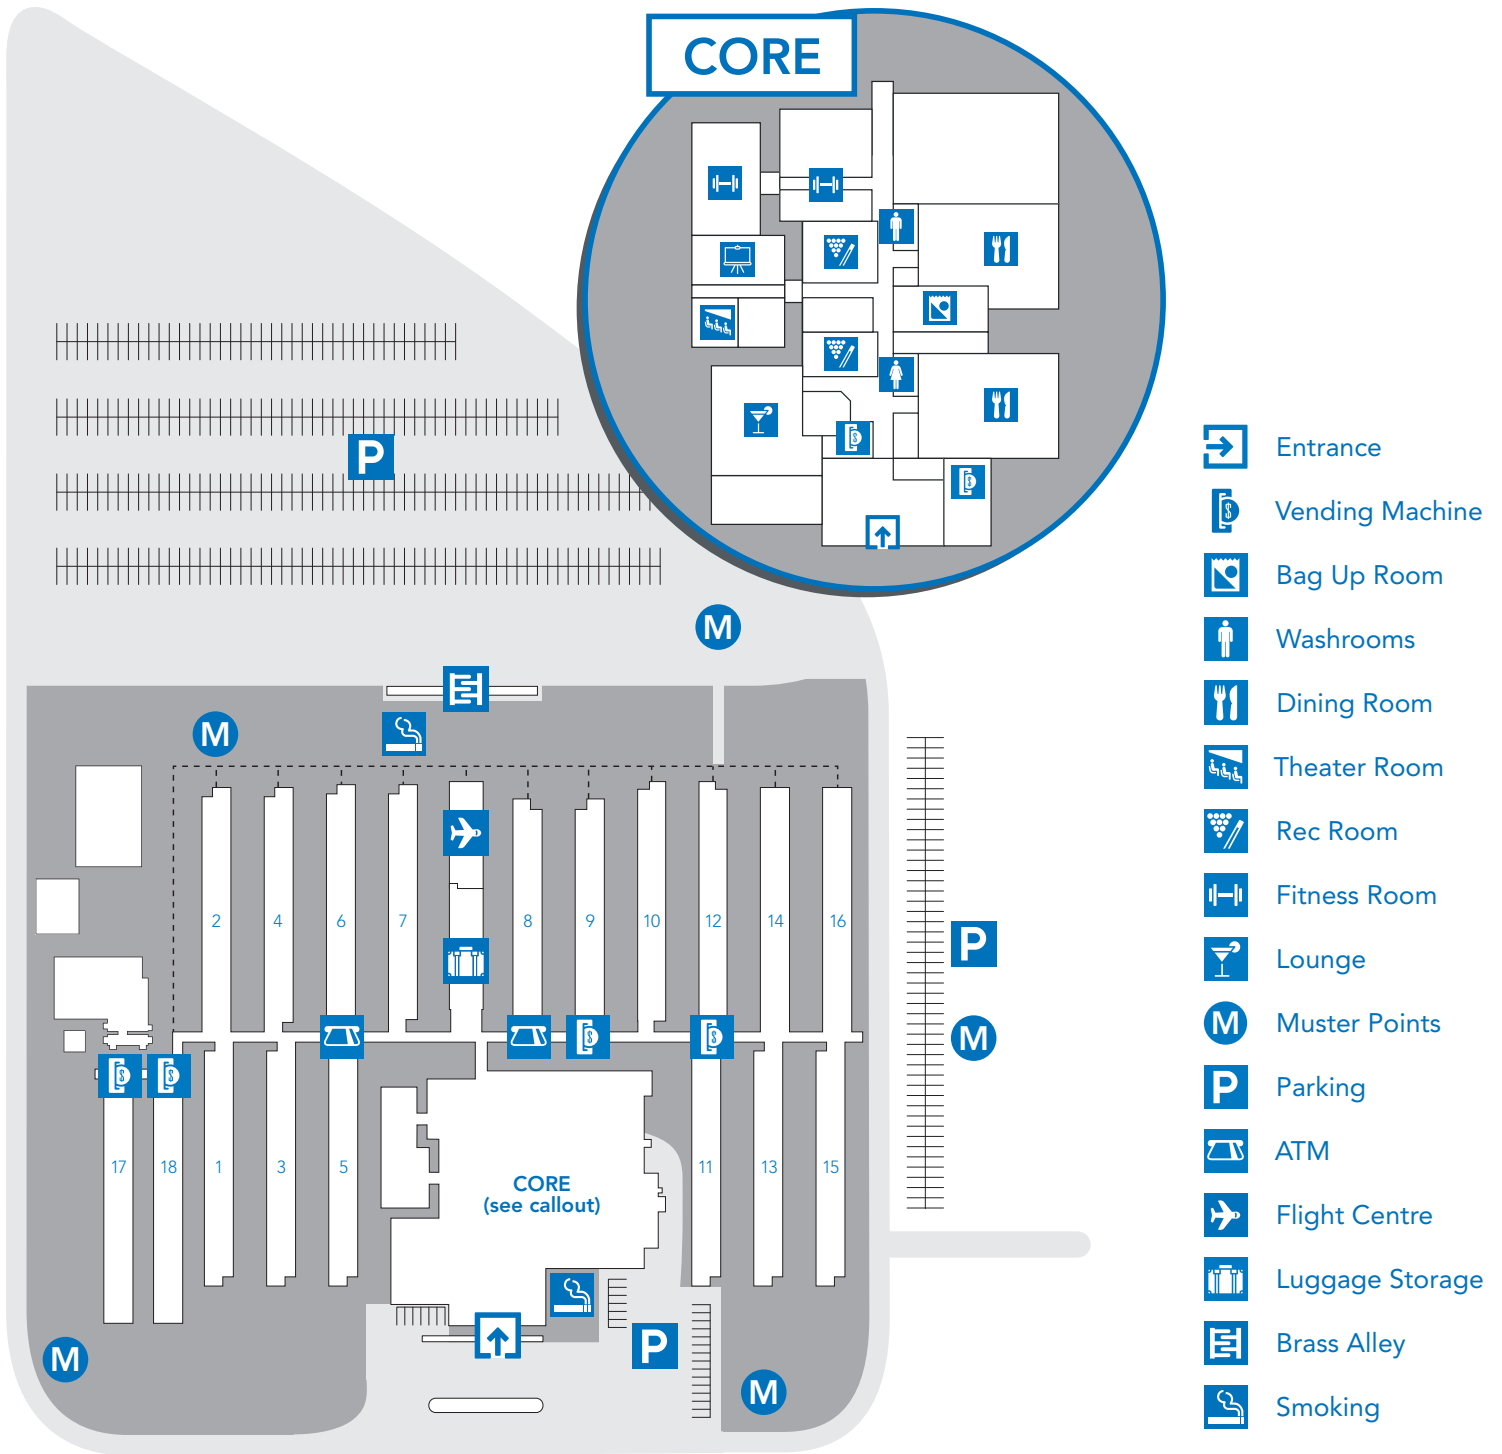 CORE
P
M
M
2
4
6
7
8
9
10
12
14
16
P
M
17
18
1
3
5
CORE
(see callout)
11
13
15
P
M
M
Entrance
$ Vending Machine
Bag Up Room
Washrooms
Dining Room
Theater Room
Rec Room
Fitness Room
Lounge
M Muster Points
P Parking
ATM
Flight Centre
Luggage Storage
Brass Alley
Smoking